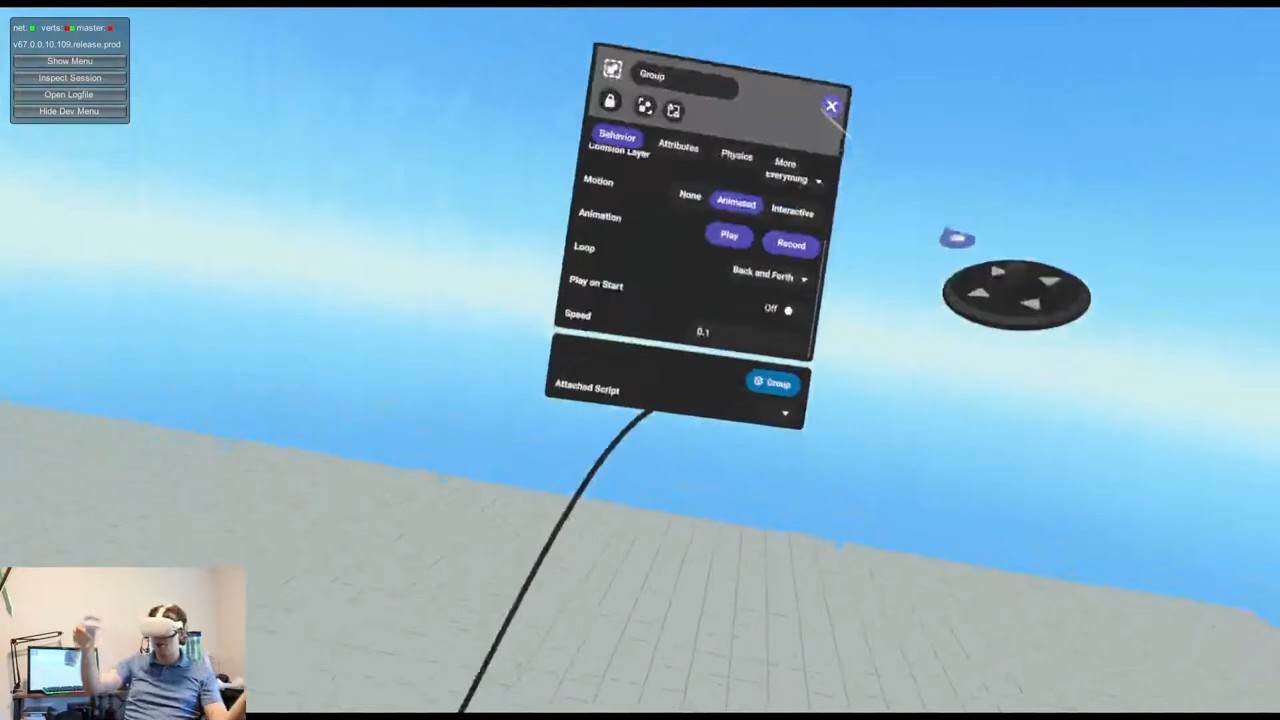 net: verts: master:
v67.0.0.10.109.release.prod
Show Menu
Inspect Session
Open Logfile
Hide Dev Menu
Group
Behavior Attributes Physics More
Collision Layer Everything
Motion None Animated Interactive
Animation Play Record
Loop Back and Forth
Play on Start Off
Speed 0.1
Group
Attached Script